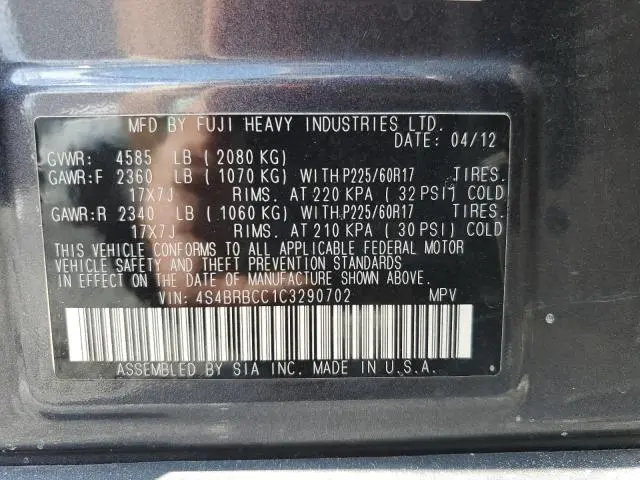 MFD BY FUJI HEAVY INDUSTRIES LTD.
DATE: 04/12
GVWR: 4585 LB (2080 KG)
GAWR:F 2360 LB (1070 KG) WITH P225/60R17 TIRES.
17X7J RIMS. AT 220 KPA (32 PSI) COLD
GAWR:R 2340 LB (1060 KG) WITH P225/60R17 TIRES.
17X7J RIMS. AT 210 KPA (30 PSI) COLD
THIS VEHICLE CONFORMS TO ALL APPLICABLE FEDERAL MOTOR
VEHICLE SAFETY AND THEFT PREVENTION STANDARDS
IN EFFECT ON THE DATE OF MANUFACTURE SHOWN ABOVE.
VIN: 4S4BRBCC1C3290702 MPV
ASSEMBLED BY SIA INC. MADE IN U.S.A.